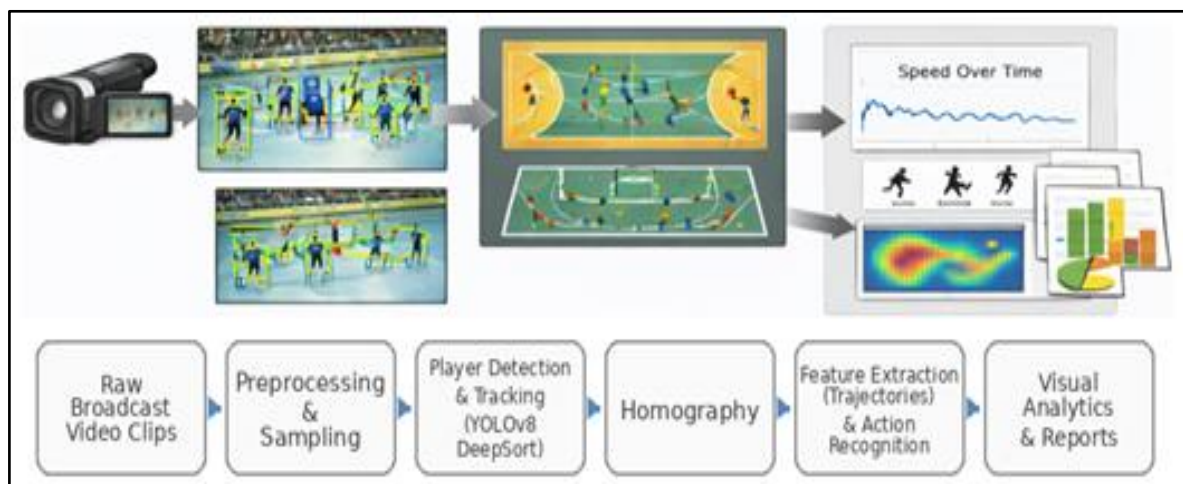 Speed Over Time
Raw
Broadcast
Video Clips
Preprocessing
&
Sampling
Player Detection
& Tracking
(YOLOv8
DeepSort)
Homography
Feature Extraction
(Trajectories)
& Action
Recognition
Visual
Analytics
& Reports